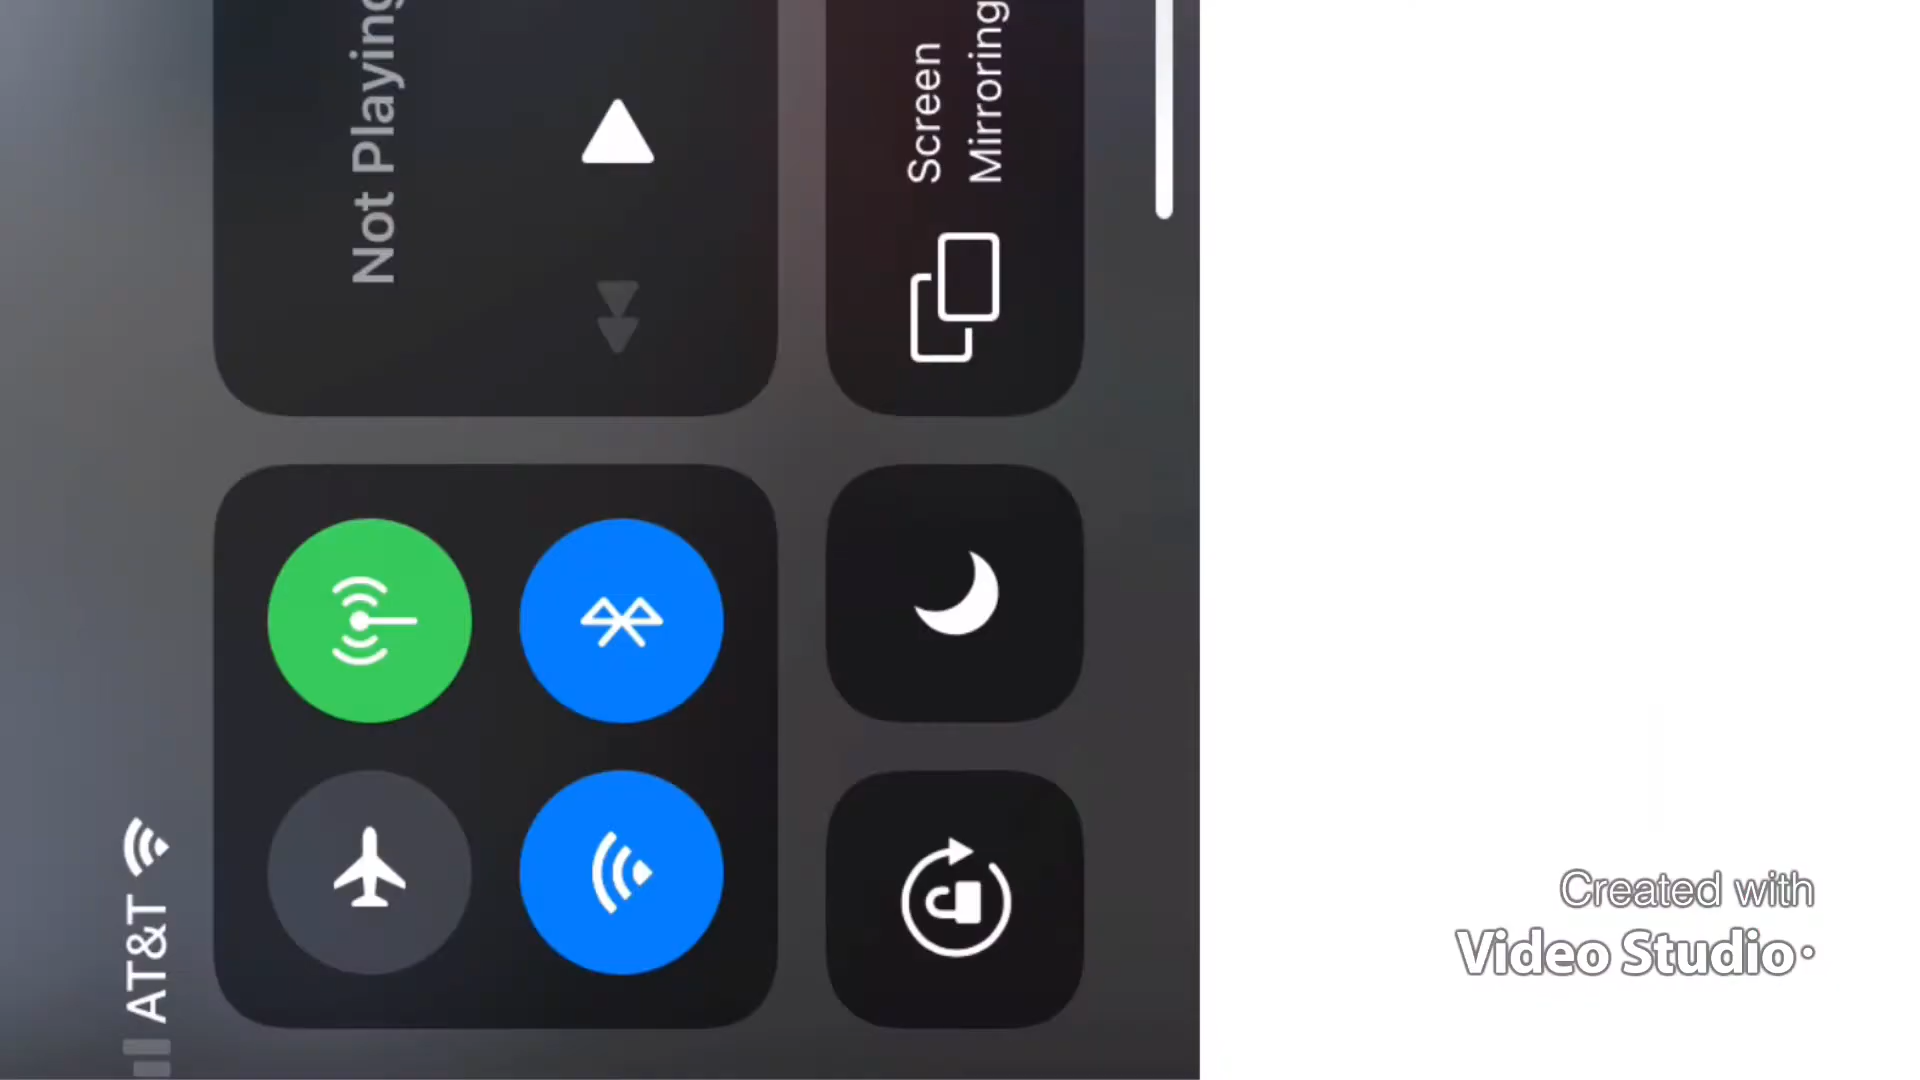 AT&T
Not Playing
Screen
Mirroring
Created with
Video Studio